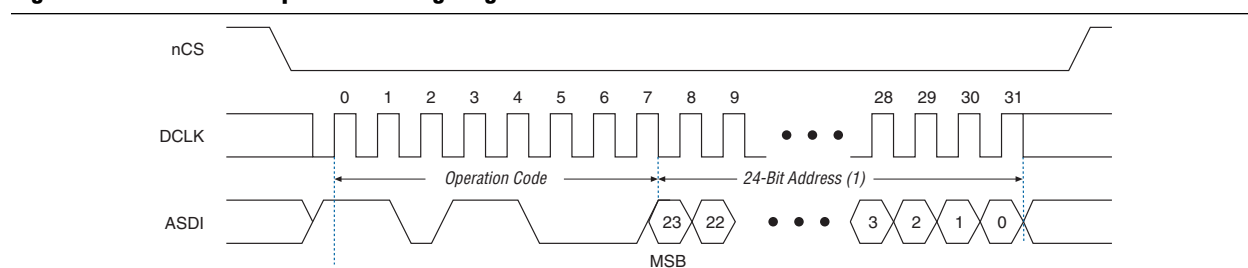 nCS
0 1 2 3 4 5 6 7 8 9 28 29 30 31
DCLK
Operation Code 24-Bit Address (1)
ASDI 23 22 3 2 1 0
MSB